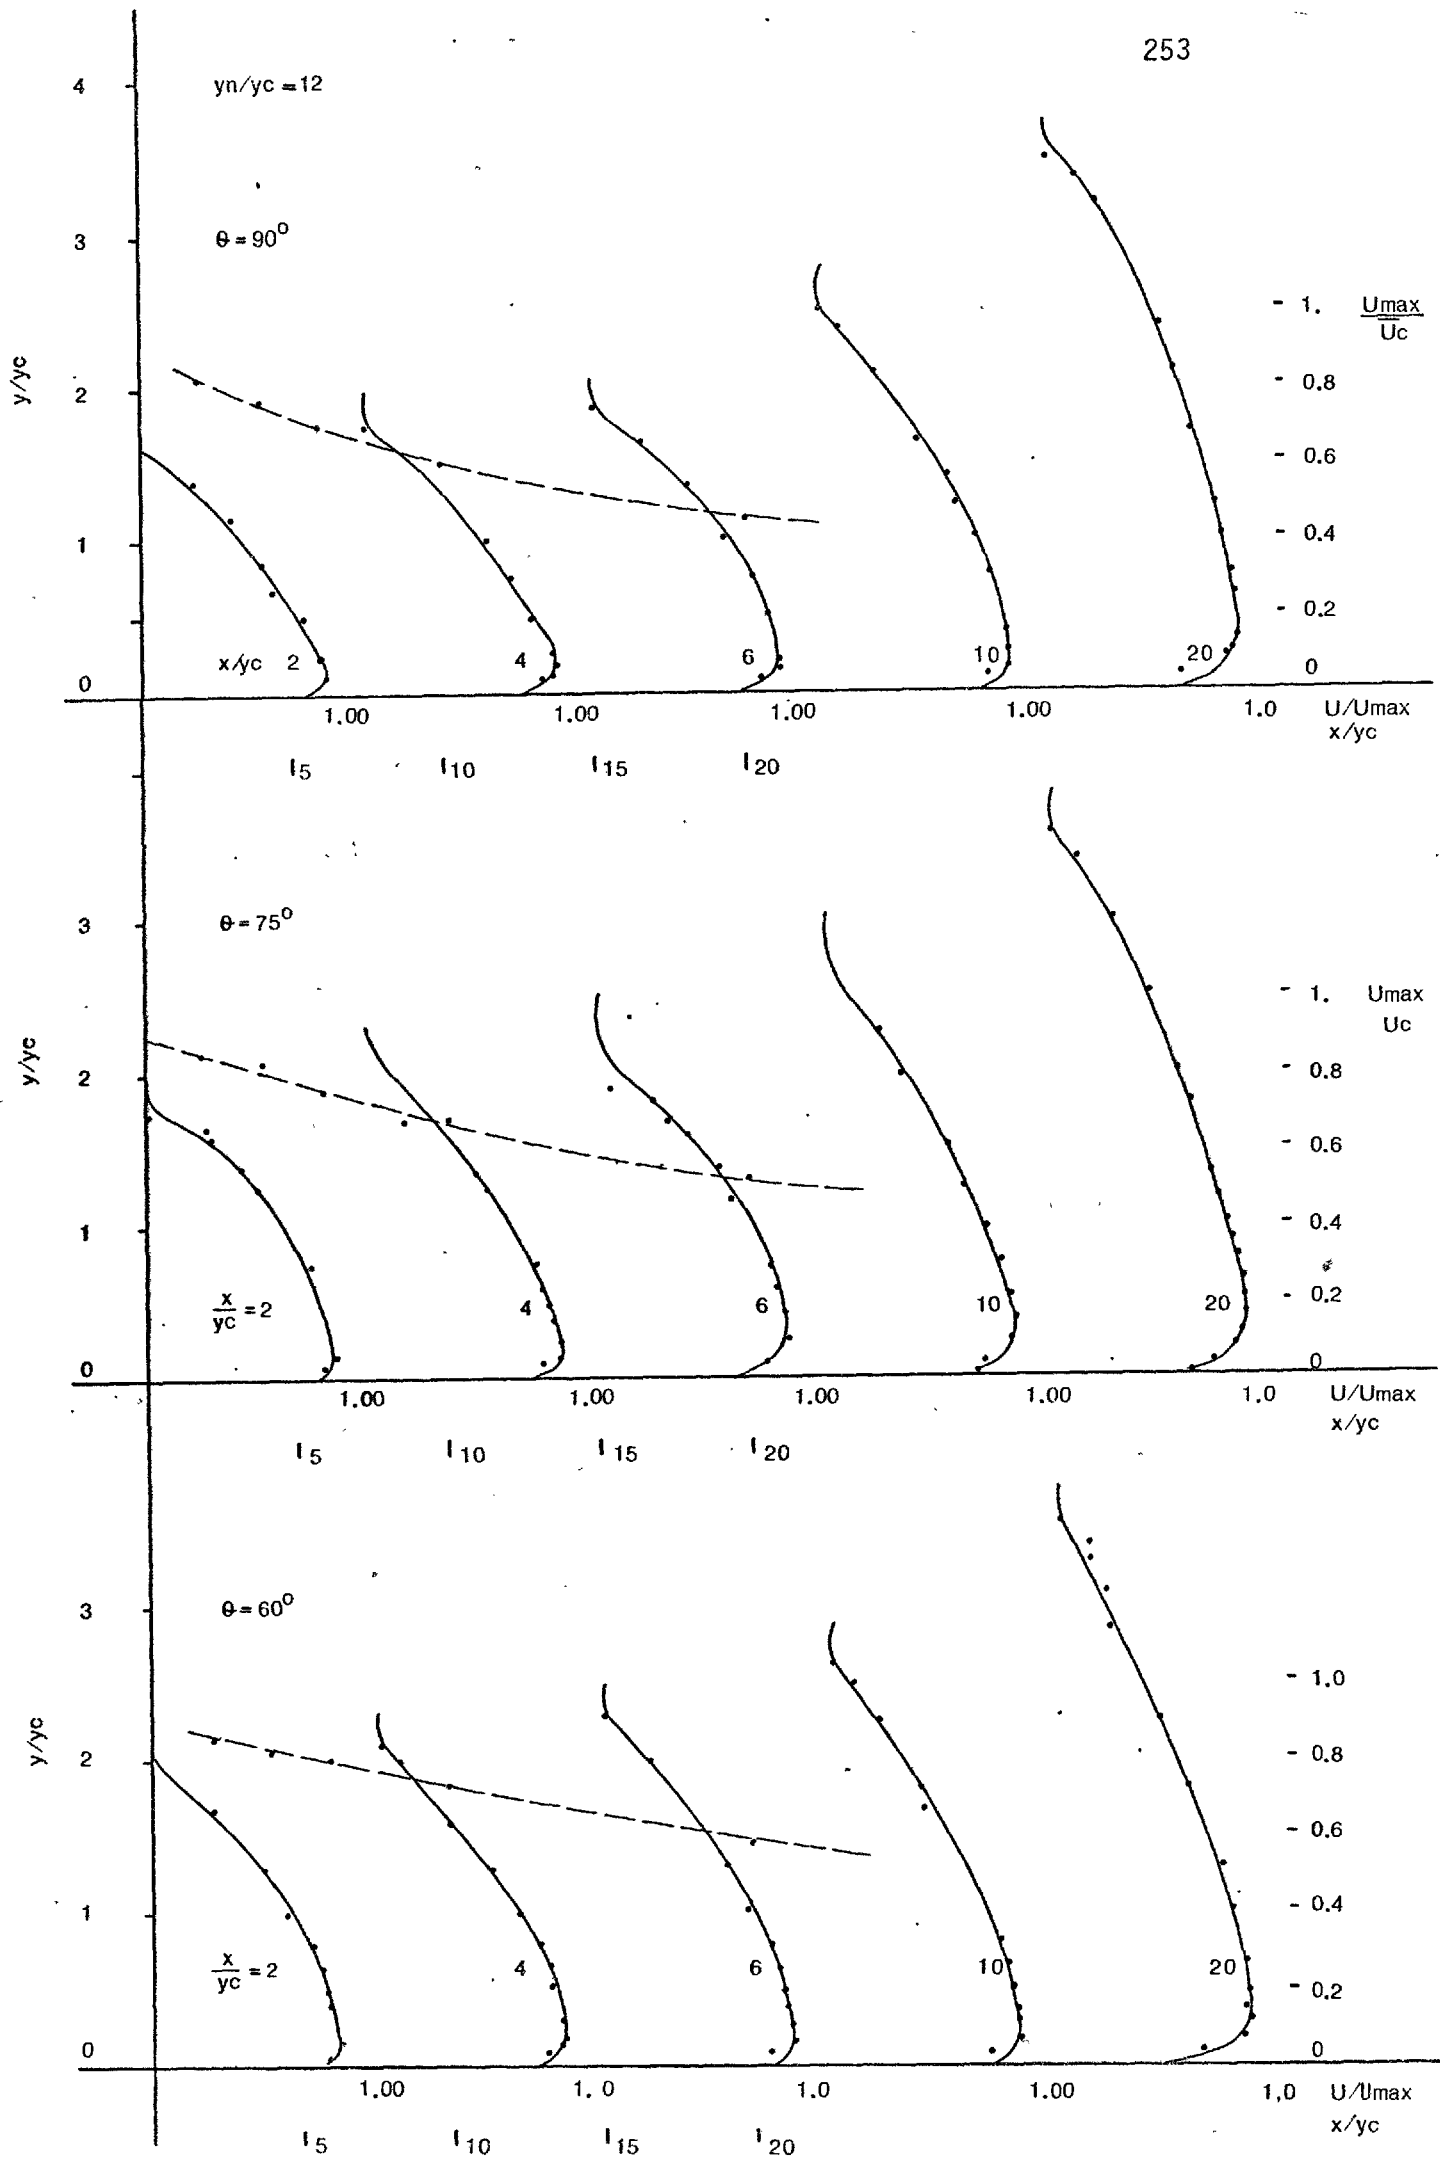 253
4
yn/yc =12
3
θ = 90°
1. Umax
Uc
y/yc
2
0.8
0.6
1
0.4
0.2
x/yc 2 4 6 10 20
0
0
1.00 1.00 1.00 1.00 1.0 U/Umax
x/yc
5 10 15 20
3
θ = 75°
1. Umax
Uc
y/yc
2
0.8
0.6
1
0.4
0.2
x
yc = 2 4 6 10 20
0
0
1.00 1.00 1.00 1.00 1.0 U/Umax
x/yc
5 10 15 20
3
θ = 60°
1.0
y/yc
2
0.8
0.6
1
0.4
x
yc = 2 4 6 10 20
0.2
0
0
1.00 1. 0 1.0 1.00 1,0 U/Umax
x/yc
5 10 15 20